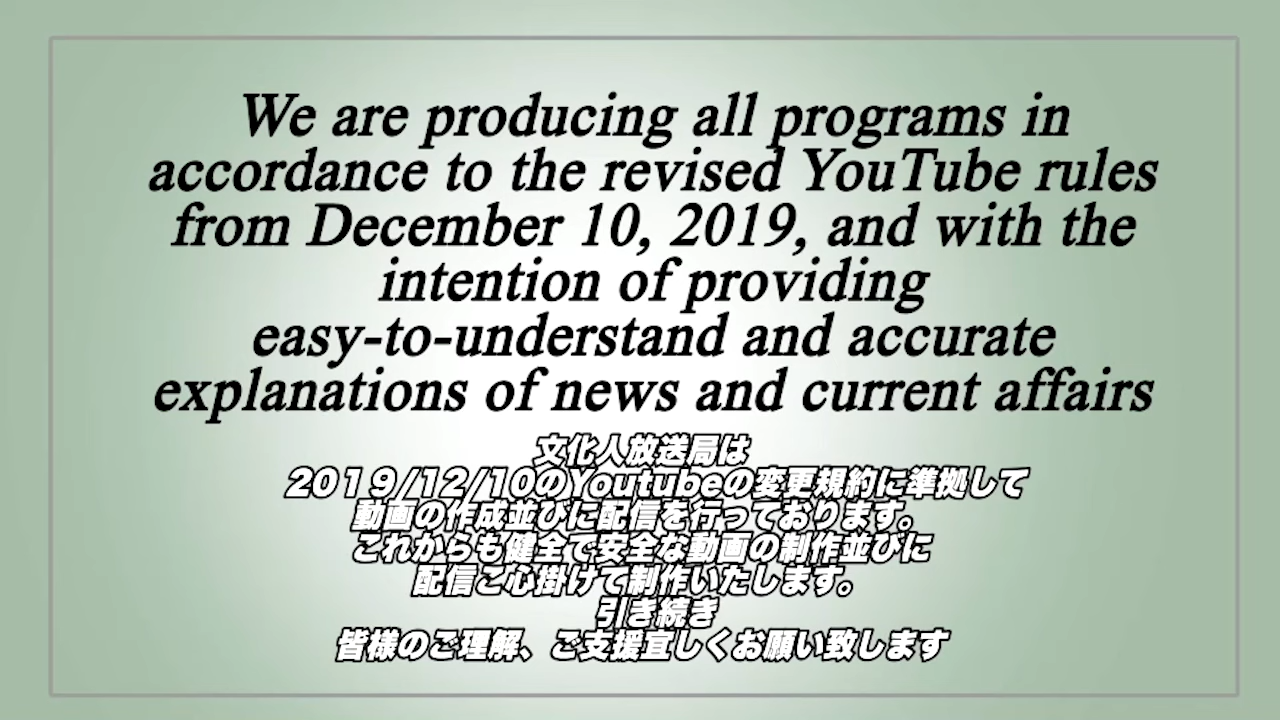 We are producing all programs in
accordance to the revised YouTube rules
from December 10, 2019, and with the
intention of providing
easy-to-understand and accurate
explanations of news and current affairs
文化人放送局は
2019/12/10のYoutubeの変更規約に準拠して
動画の作成並びに配信を行っております。
これからも健全で安全な動画の制作並びに
配信こ心掛けて制作いたします。
引き続き
皆様のご理解、ご支援宜しくお願い致します